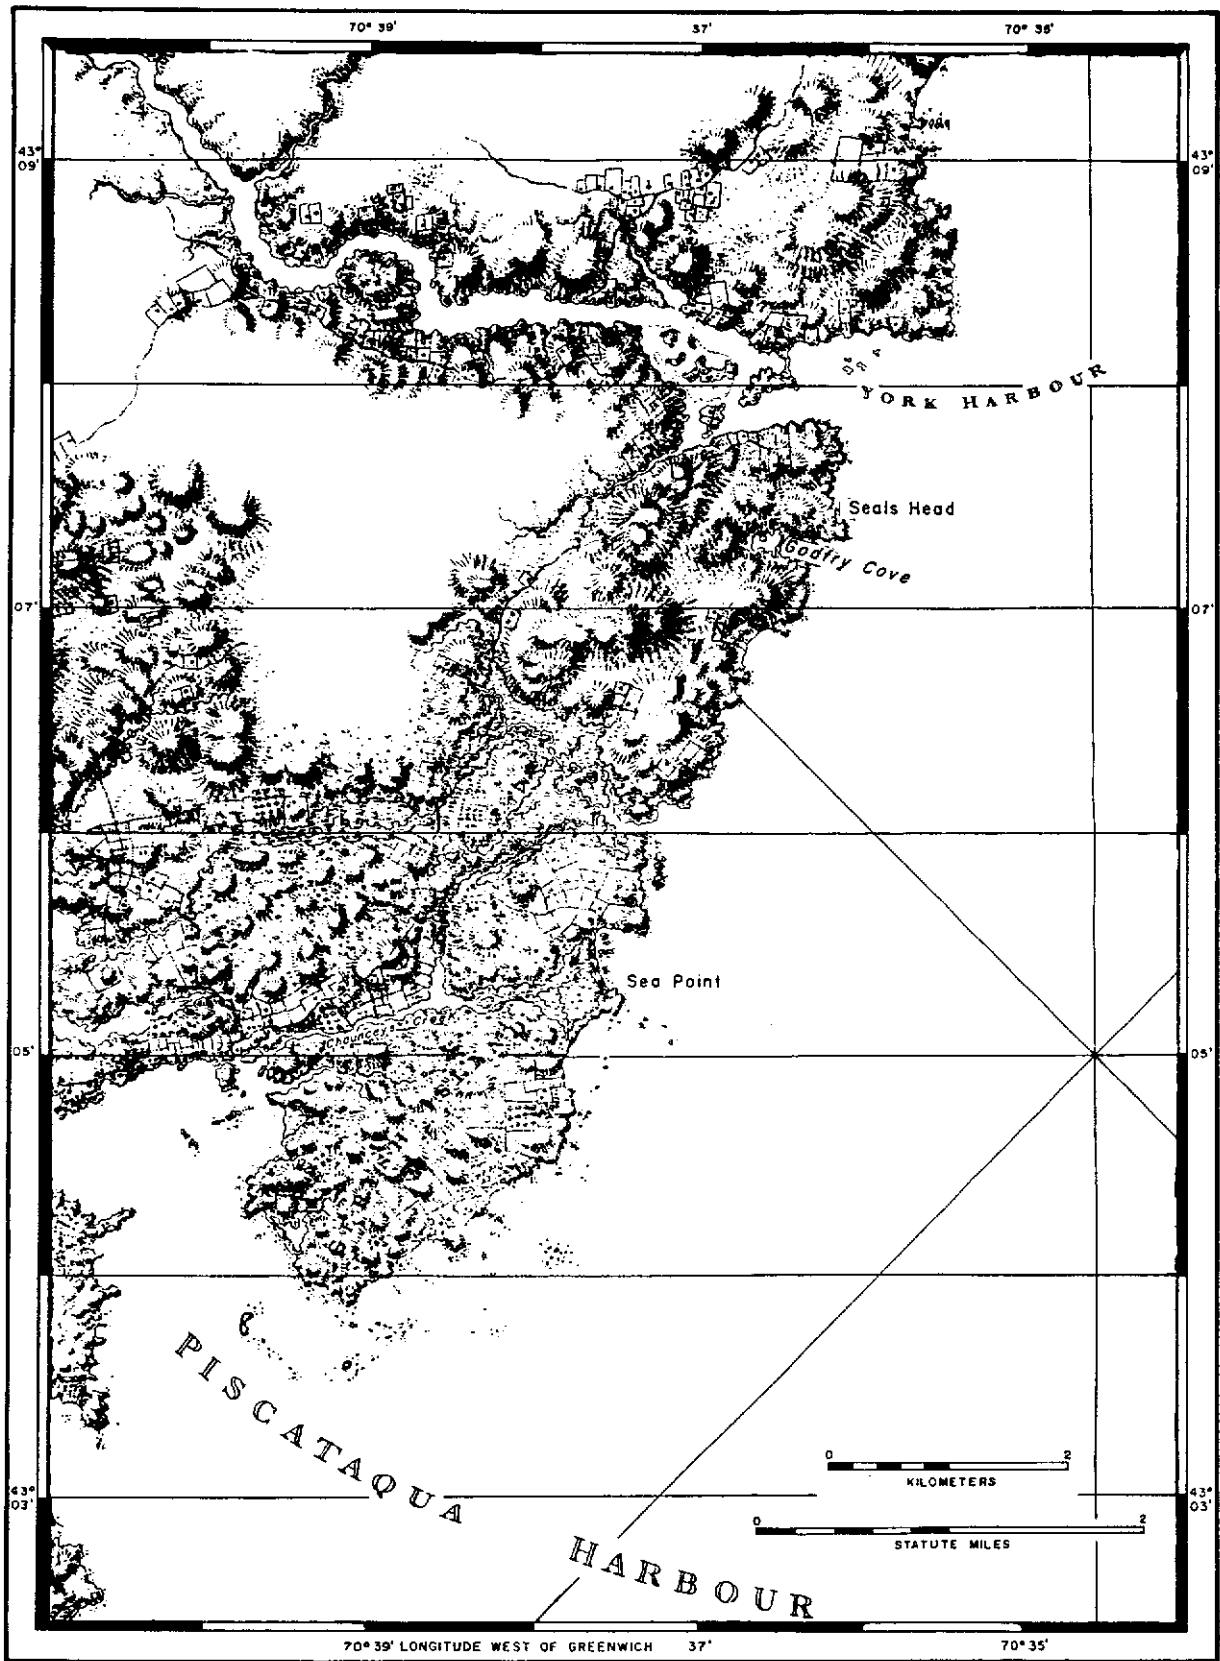 70° 39' 37' 70° 35'
43° 09' 43° 09'
YORK HARBOUR
Seals Head
Godfry Cove
07' 07'
Sea Point
Chauncey
05' 05'
PISCATAQUA HARBOUR
0 2
KILOMETERS
43° 03' 43° 03'
0 2
STATUTE MILES
70° 39' LONGITUDE WEST OF GREENWICH 37' 70° 35'